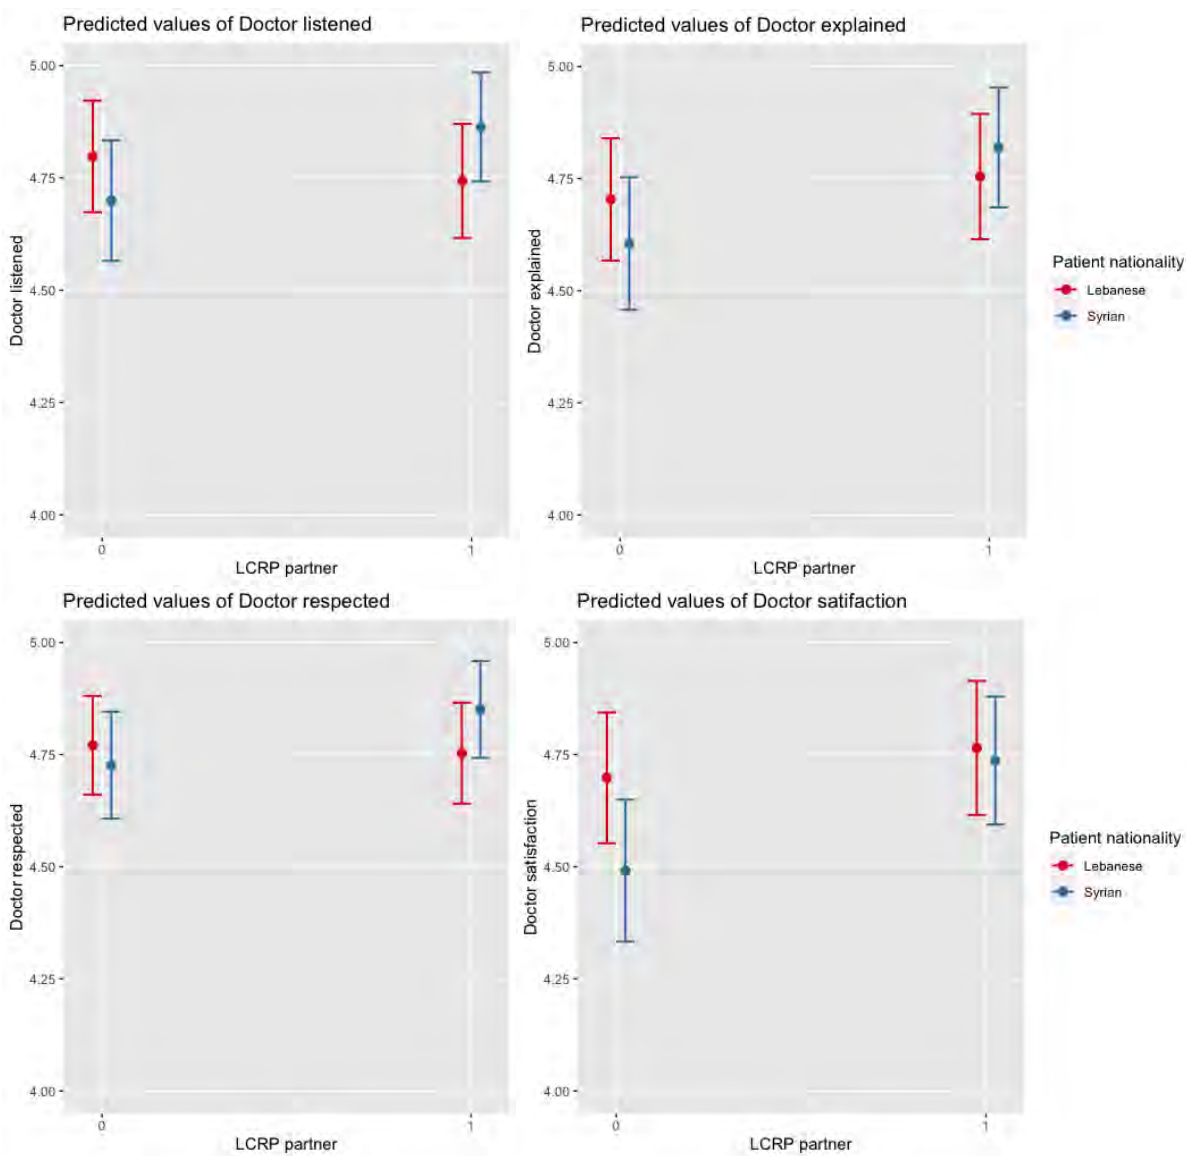 Predicted values of Doctor listened
5.00
4.75
4.50
4.25
4.00
Doctor listened
0
1
LCRP partner
Predicted values of Doctor explained
5.00
4.75
4.50
4.25
4.00
Doctor explained
0
1
LCRP partner
Patient nationality
Lebanese
Syrian
Predicted values of Doctor respected
5.00
4.75
4.50
4.25
4.00
Doctor respected
0
1
LCRP partner
Predicted values of Doctor satifaction
5.00
4.75
4.50
4.25
4.00
Doctor satisfaction
0
1
LCRP partner
Patient nationality
Lebanese
Syrian